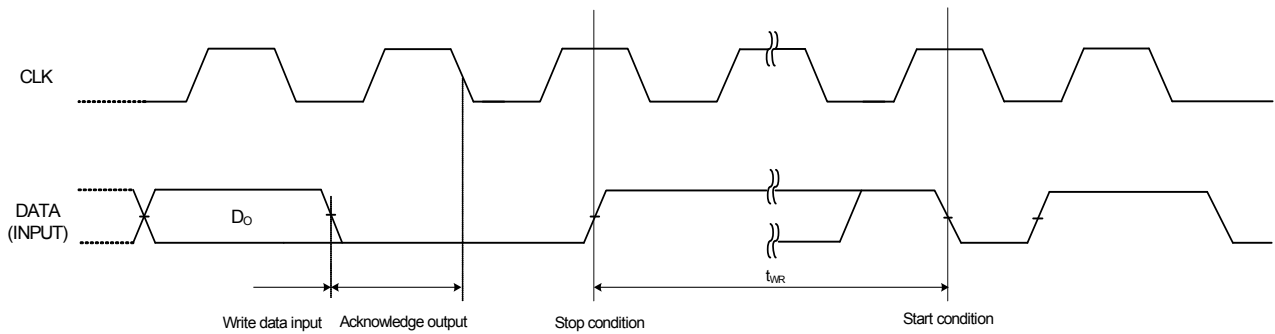 CLK
DATA
(INPUT)
DO
tWR
Write data input
Acknowledge output
Stop condition
Start condition